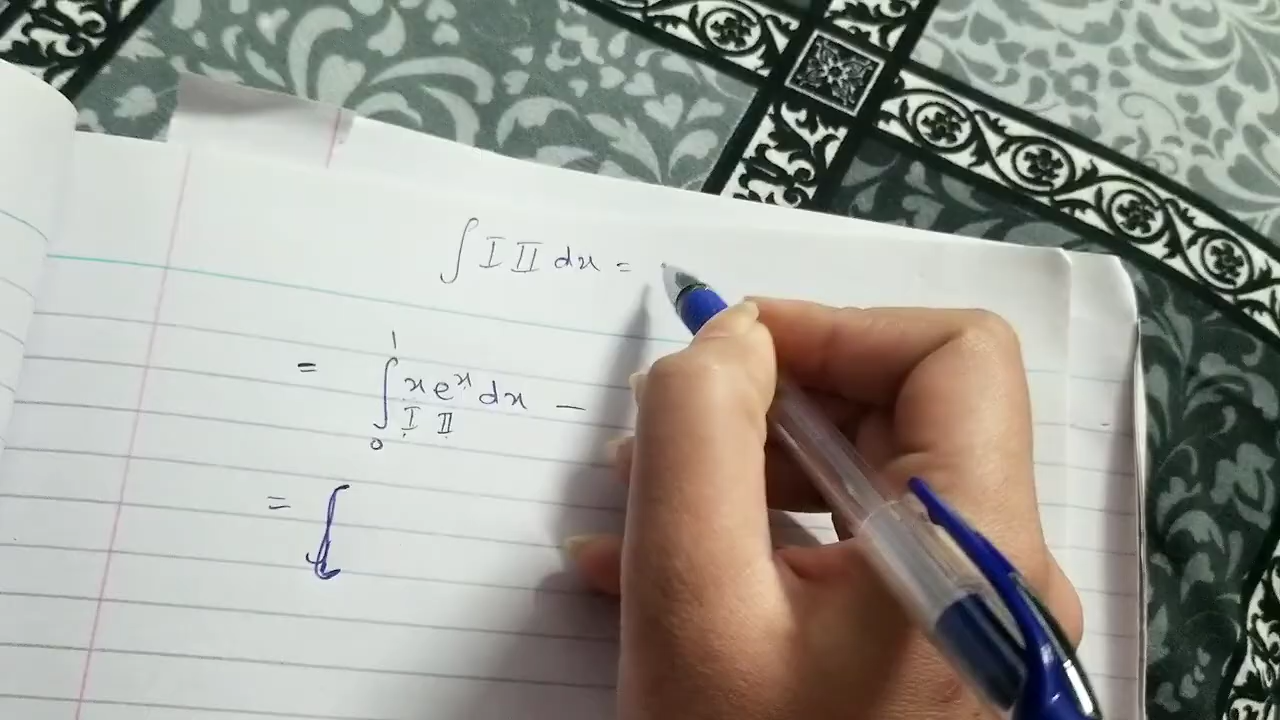 ∫ I II dx =
= ∫₀¹ x eˣ dx —
I II
= ∫